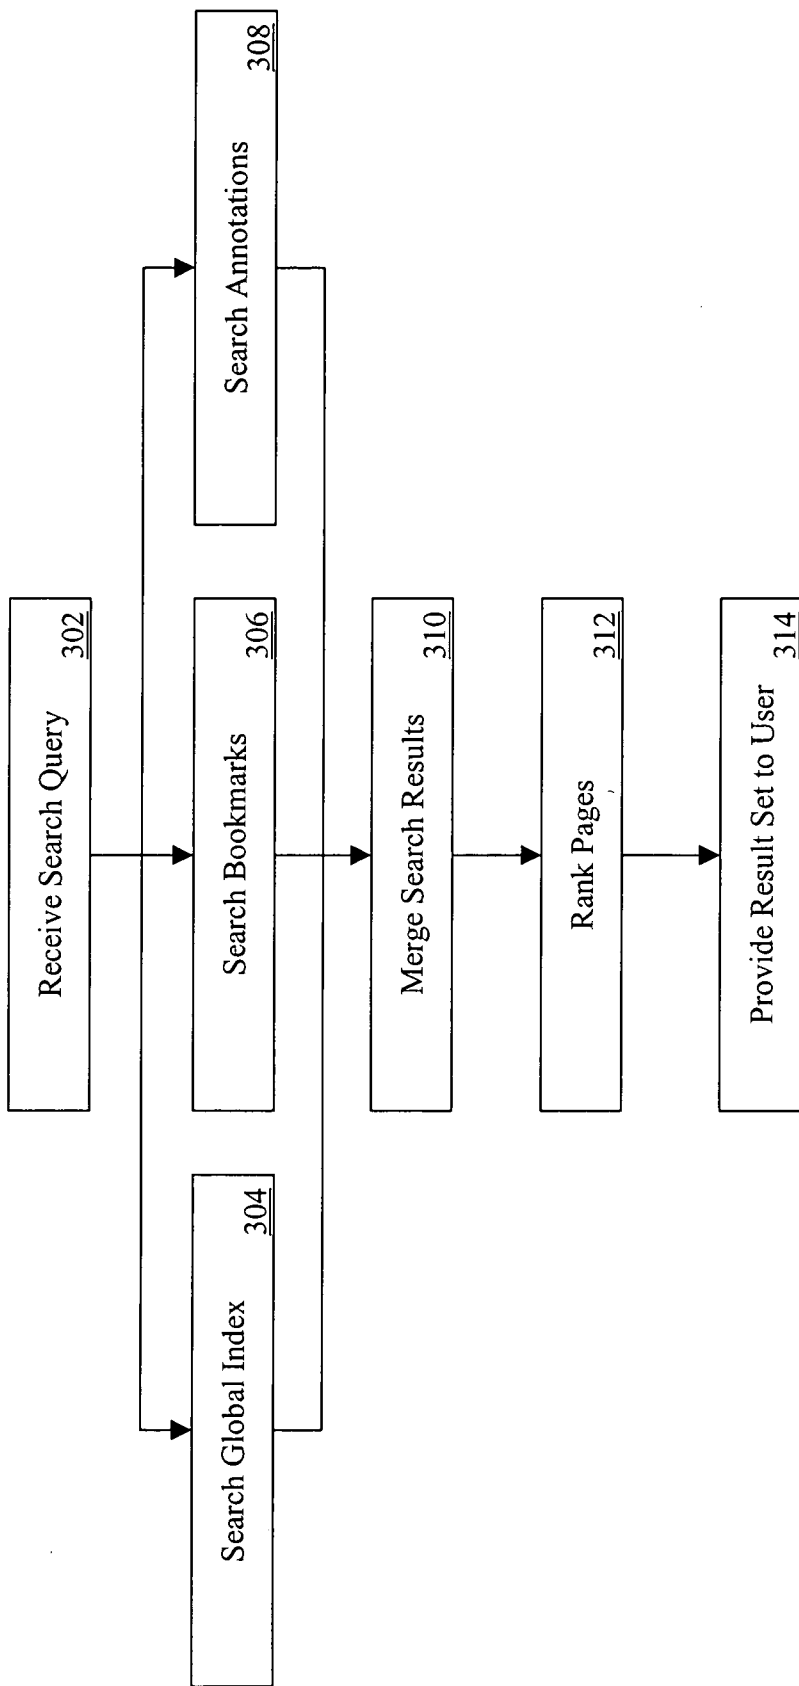 Receive Search Query
302
Search Global Index
304
Search Bookmarks
306
Search Annotations
308
Merge Search Results
310
Rank Pages
312
Provide Result Set to User
314